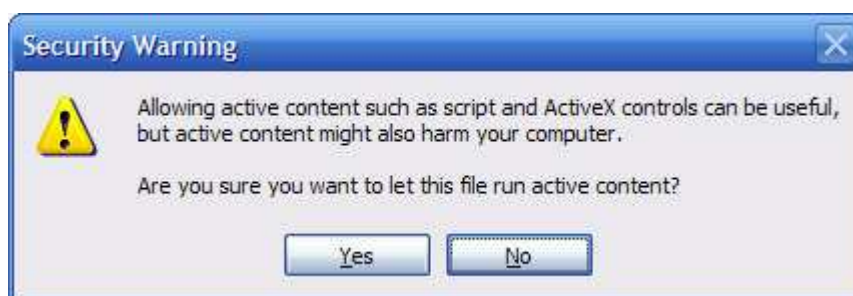 Security Warning
Allowing active content such as script and ActiveX controls can be useful,
but active content might also harm your computer.
Are you sure you want to let this file run active content?
Yes No